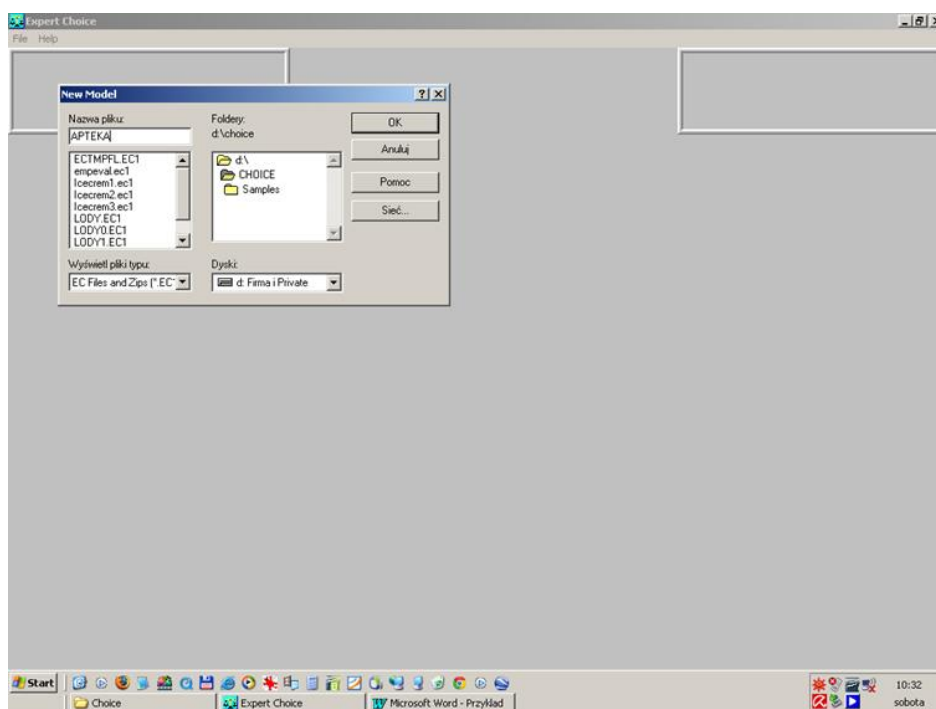 Expert Choice
File Help
New Model
Nazwa pliku:
APTEKA
ECTMPFL.EC1
empeval.ec1
Icecrem1.ec1
Icecrem2.ec1
Icecrem3.ec1
LODY.EC1
LODY0.EC1
LODY1.EC1
Wyświetl pliki typu:
EC Files and Zips (*.EC*
Foldery:
d:\choice
d:\
CHOICE
Samples
Dyski:
d: Firma i Private
OK
Anuluj
Pomoc
Sieć...
Start
10:32
Choice
Expert Choice
Microsoft Word - Przyklad
sobota